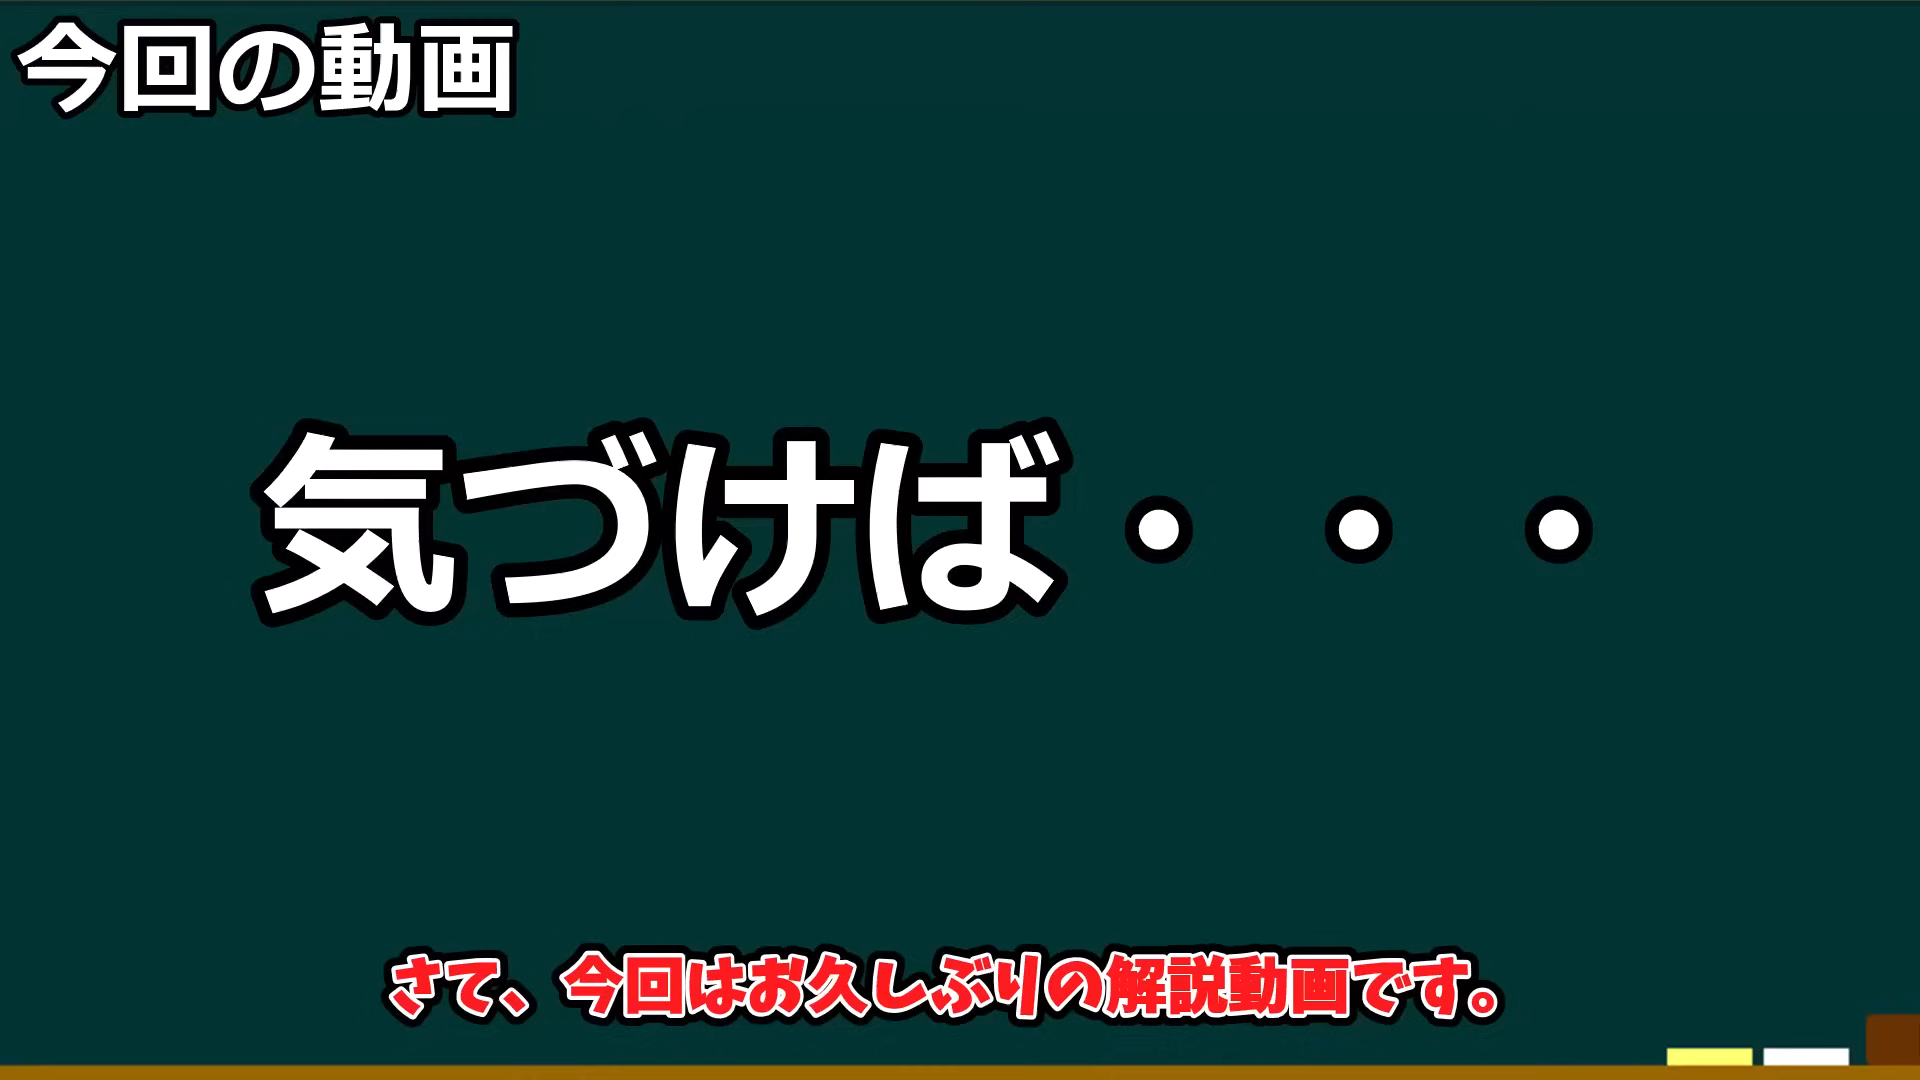 今回の動画
気づけば・・・
さて、今回はお久しぶりの解説動画です。